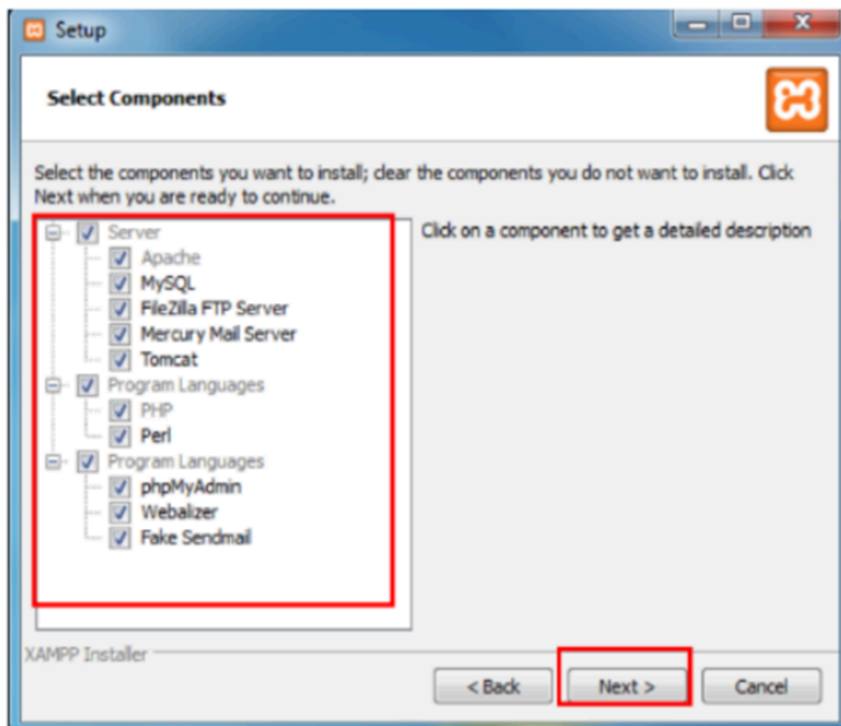 Setup
Select Components
Select the components you want to install; clear the components you do not want to install. Click
Next when you are ready to continue.
Server
Apache
MySQL
FileZilla FTP Server
Mercury Mail Server
Tomcat
Program Languages
PHP
Perl
Program Languages
phpMyAdmin
Webalizer
Fake Sendmail
Click on a component to get a detailed description
XAMPP Installer
< Back
Next >
Cancel